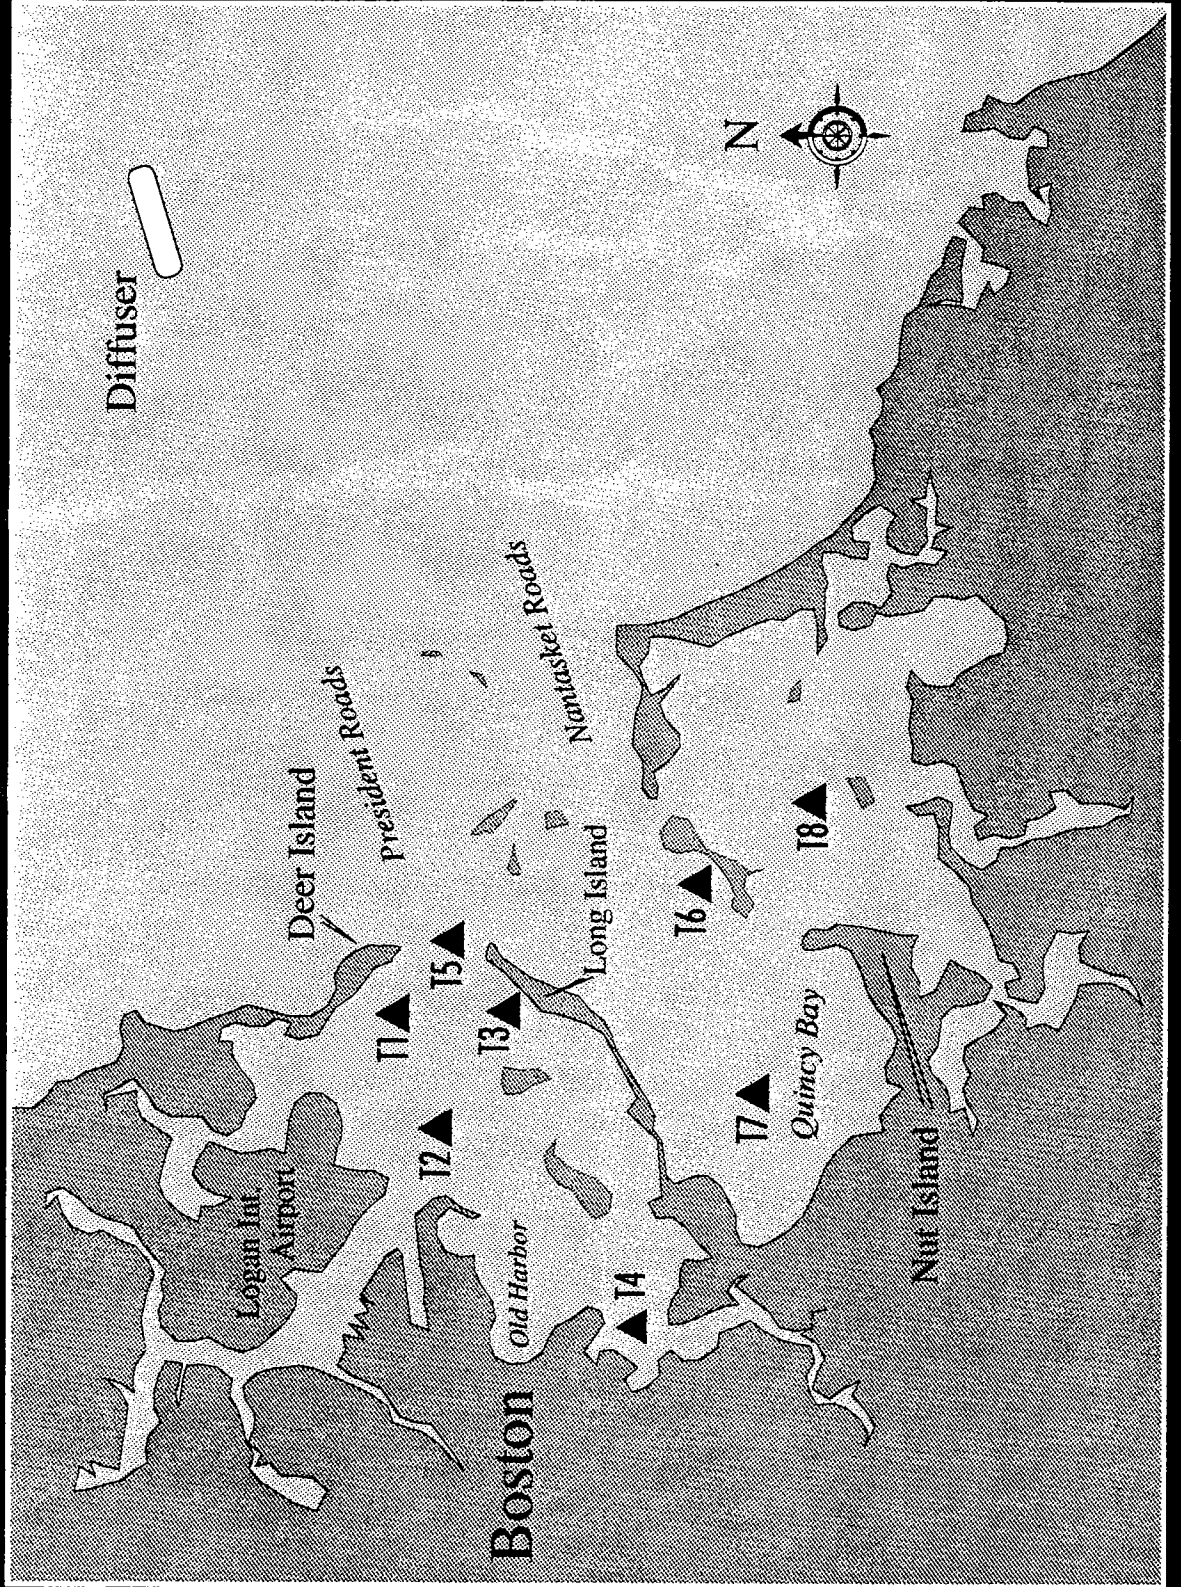 Diffuser
N
Deer Island
President Roads
Nantasket Roads
Logan Int.
Airport
T1
T5
T2
T3
Long Island
Old Harbor
Boston
T4
T6
T8
T7
Quincy Bay
Nut Island